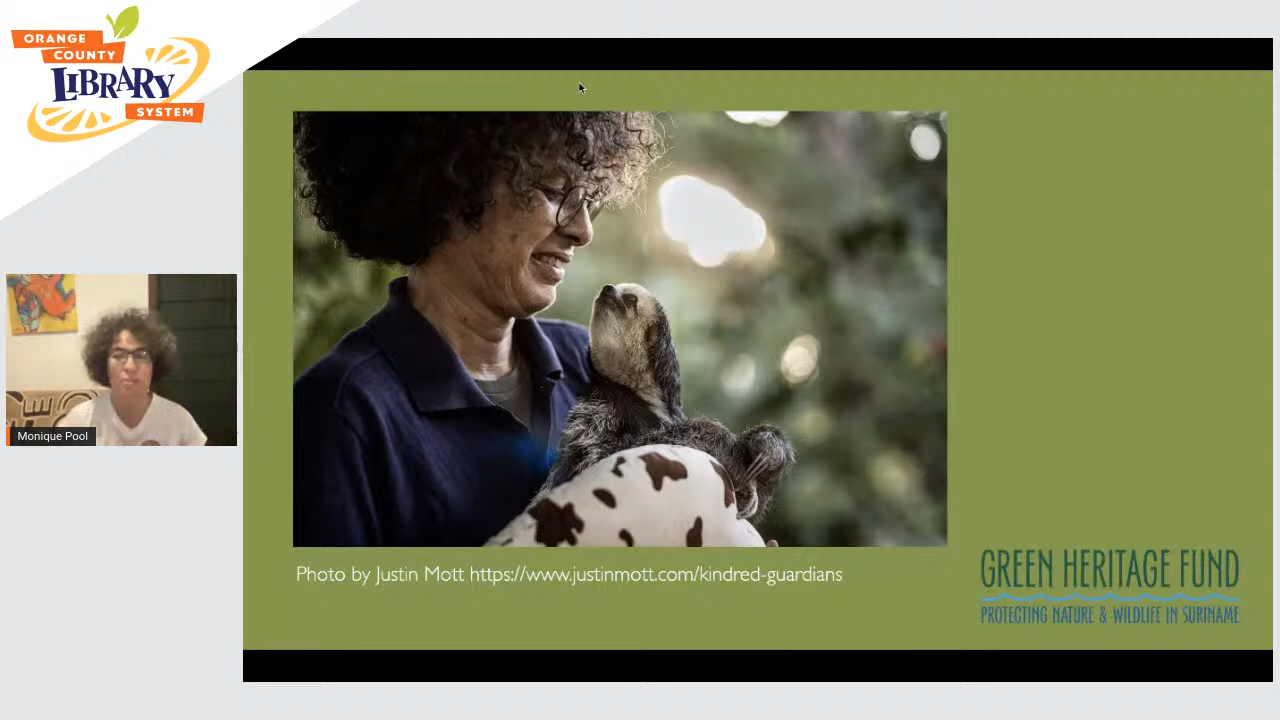 ORANGE
COUNTY
LIBRARY
SYSTEM
Monique Pool
Photo by Justin Mott https://www.justinmott.com/kindred-guardians
GREEN HERITAGE FUND
PROTECTING NATURE & WILDLIFE IN SURINAME